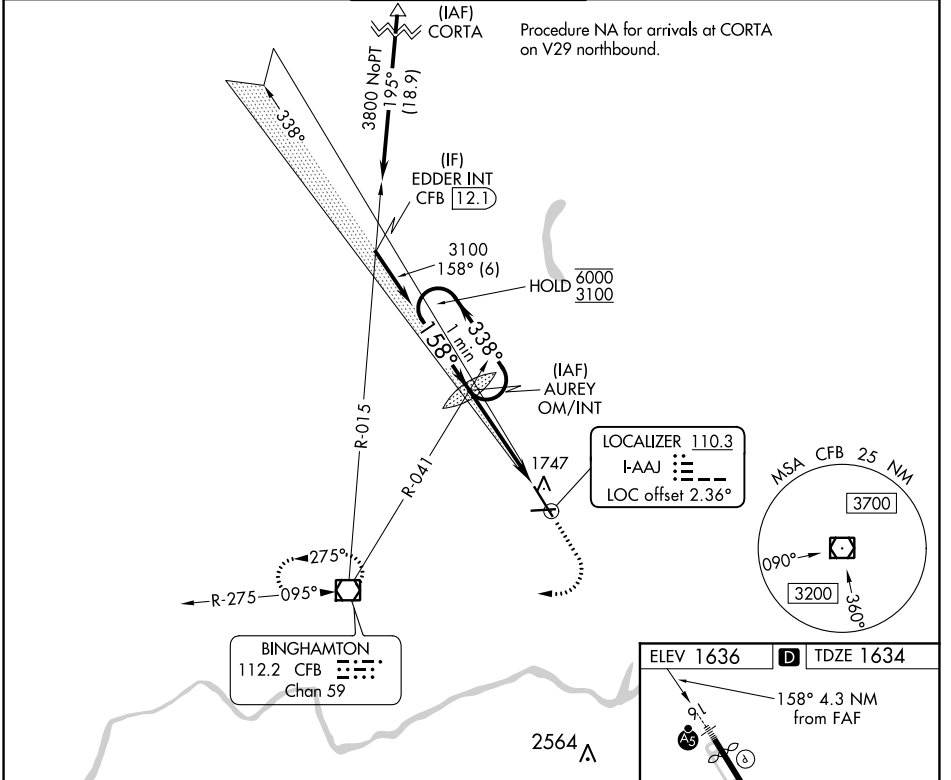 (IAF)
CORTA
Procedure NA for arrivals at CORTA
on V29 northbound.
3800 NoPT
195°
(18.9)
338°
(IF)
EDDER INT
CFB 12.1
3100
158° (6)
HOLD 6000
3100
158°
1 min
338°
(IAF)
AUREY
OM/INT
R-015
R-041
1747
LOCALIZER 110.3
I-AAJ
LOC offset 2.36°
MSA CFB 25 NM
3700
090°
3200
360°
275°
R-275
095°
BINGHAMTON
112.2 CFB
Chan 59
2564
ELEV 1636 D TDZE 1634
158° 4.3 NM
from FAF
16
A5
P